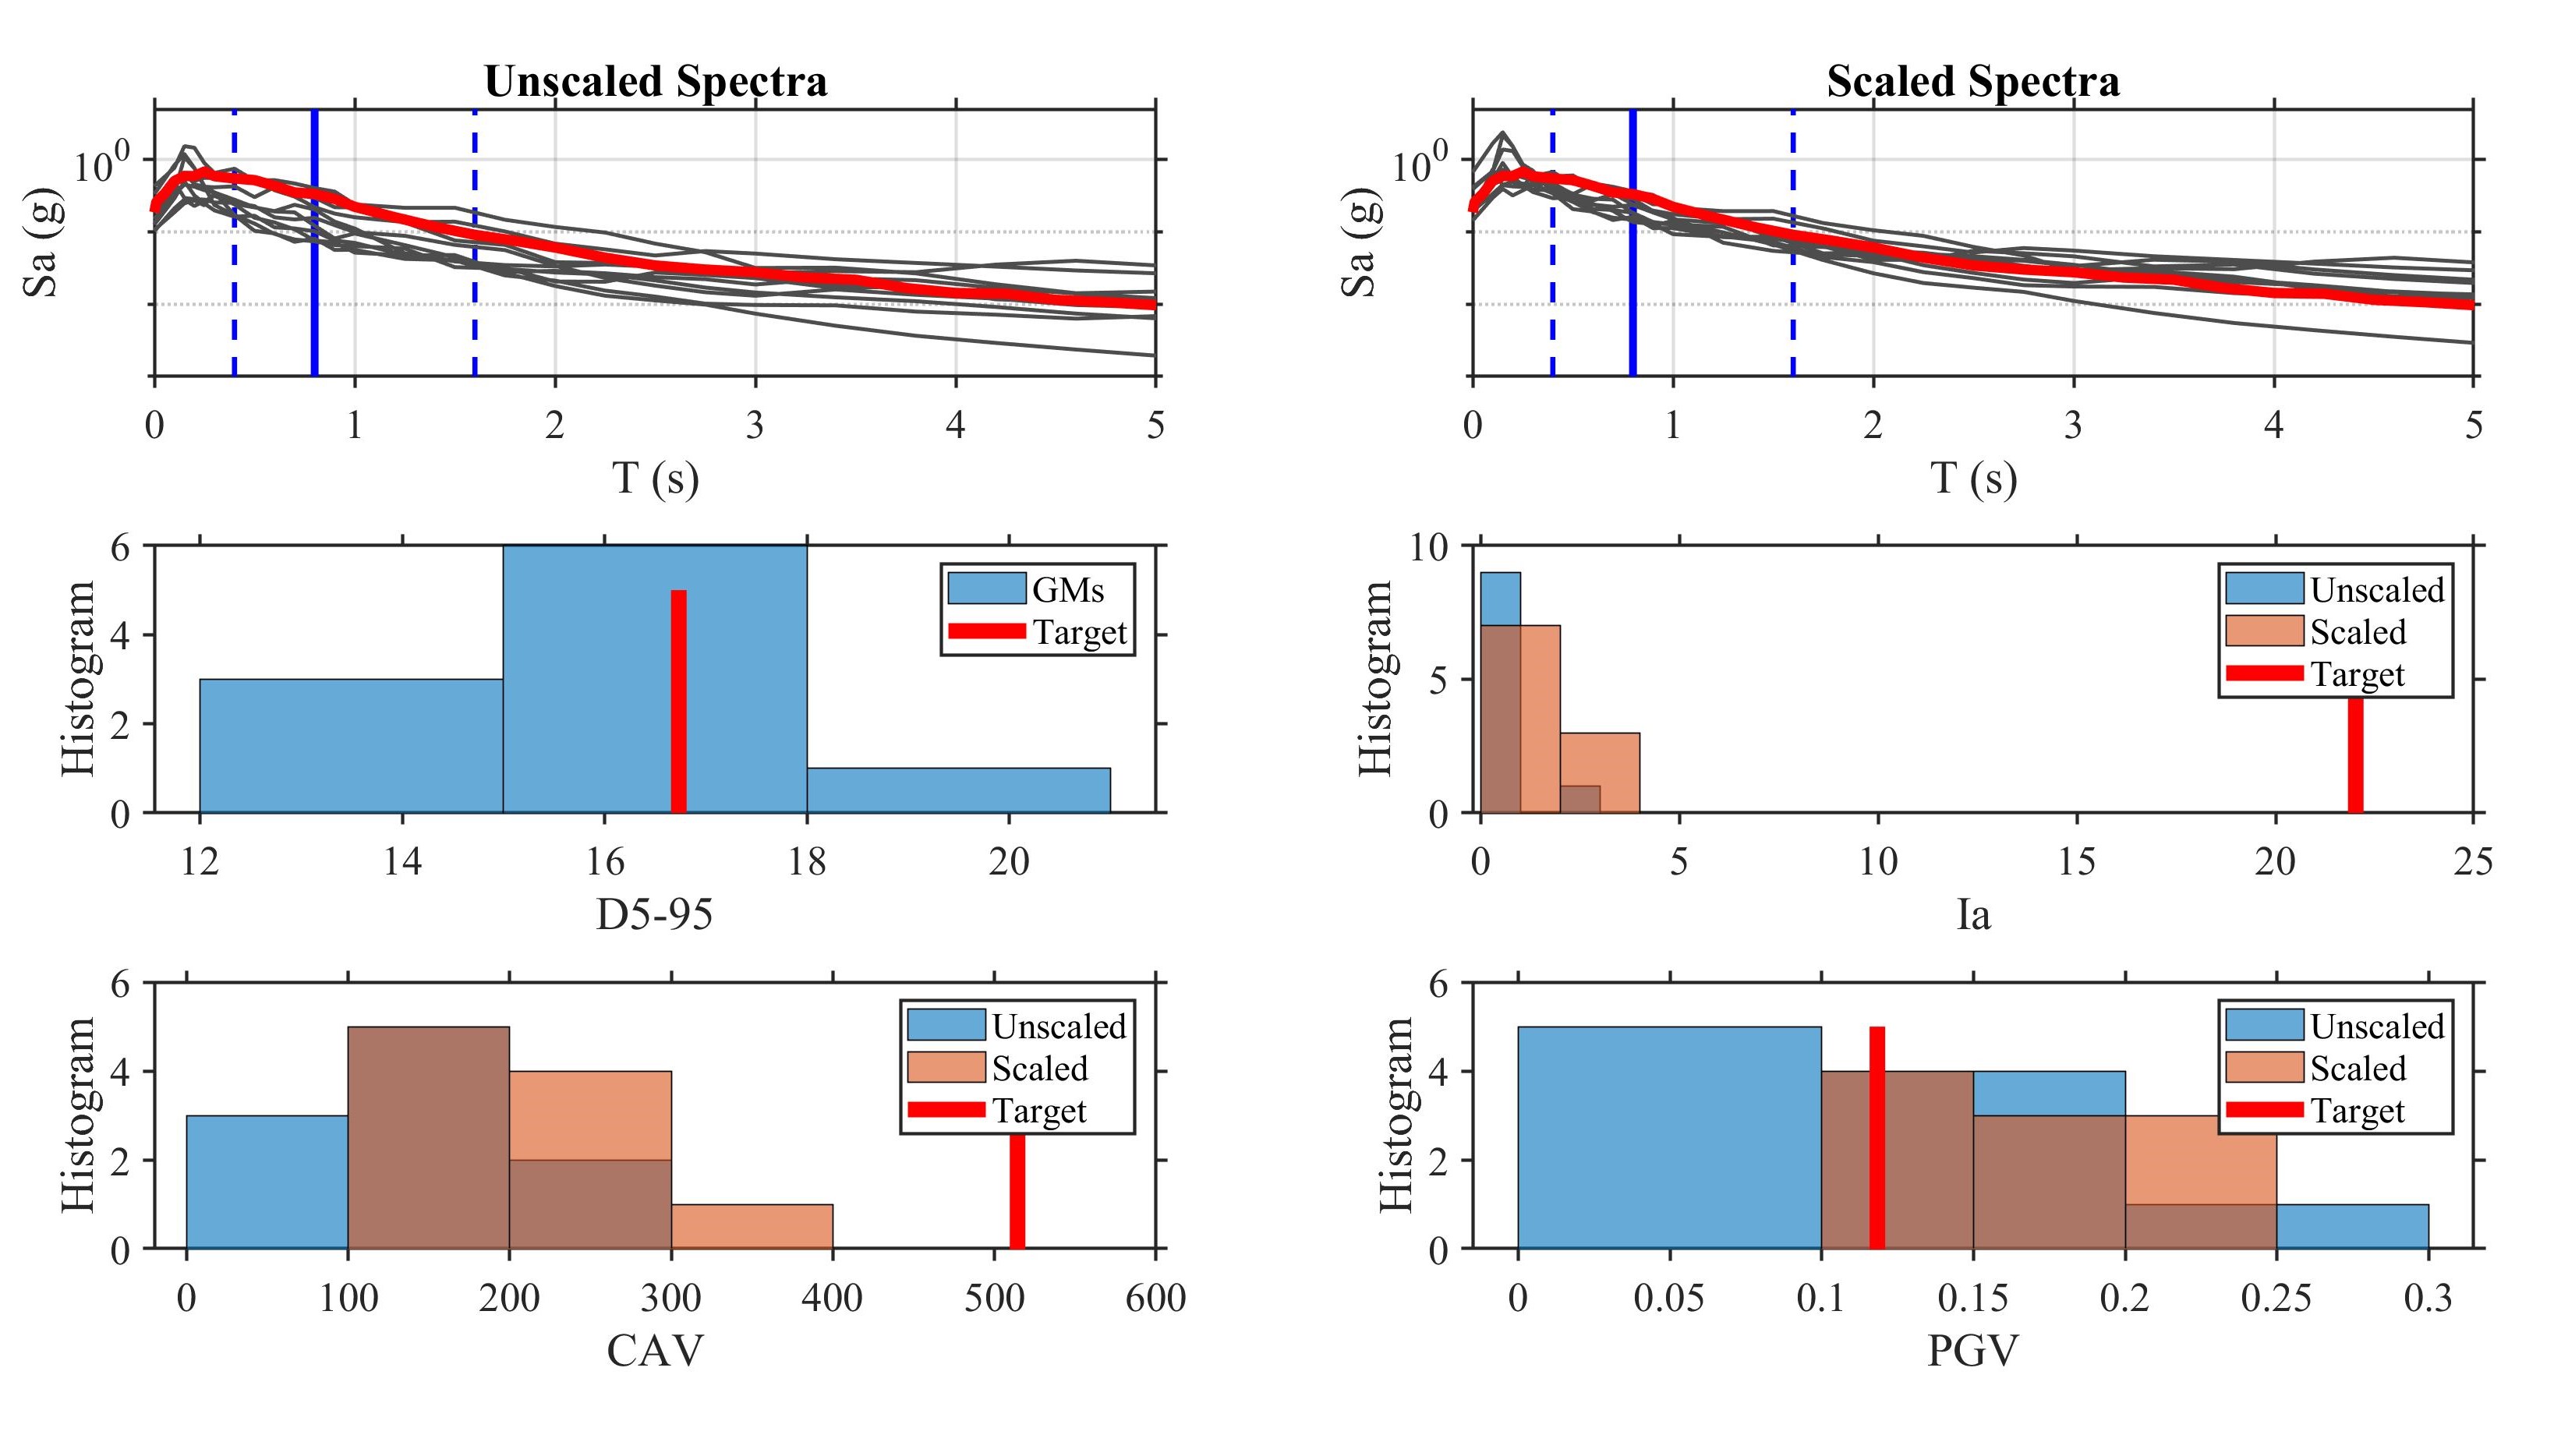 Unscaled Spectra
10^0
Sa (g)
0 1 2 3 4 5
T (s)
Scaled Spectra
10^0
Sa (g)
0 1 2 3 4 5
T (s)
6
4
2
0
Histogram
GMs
Target
12 14 16 18 20
D5-95
10
5
0
Histogram
Unscaled
Scaled
Target
0 5 10 15 20 25
Ia
6
4
2
0
Histogram
Unscaled
Scaled
Target
0 100 200 300 400 500 600
CAV
6
4
2
0
Histogram
Unscaled
Scaled
Target
0 0.05 0.1 0.15 0.2 0.25 0.3
PGV